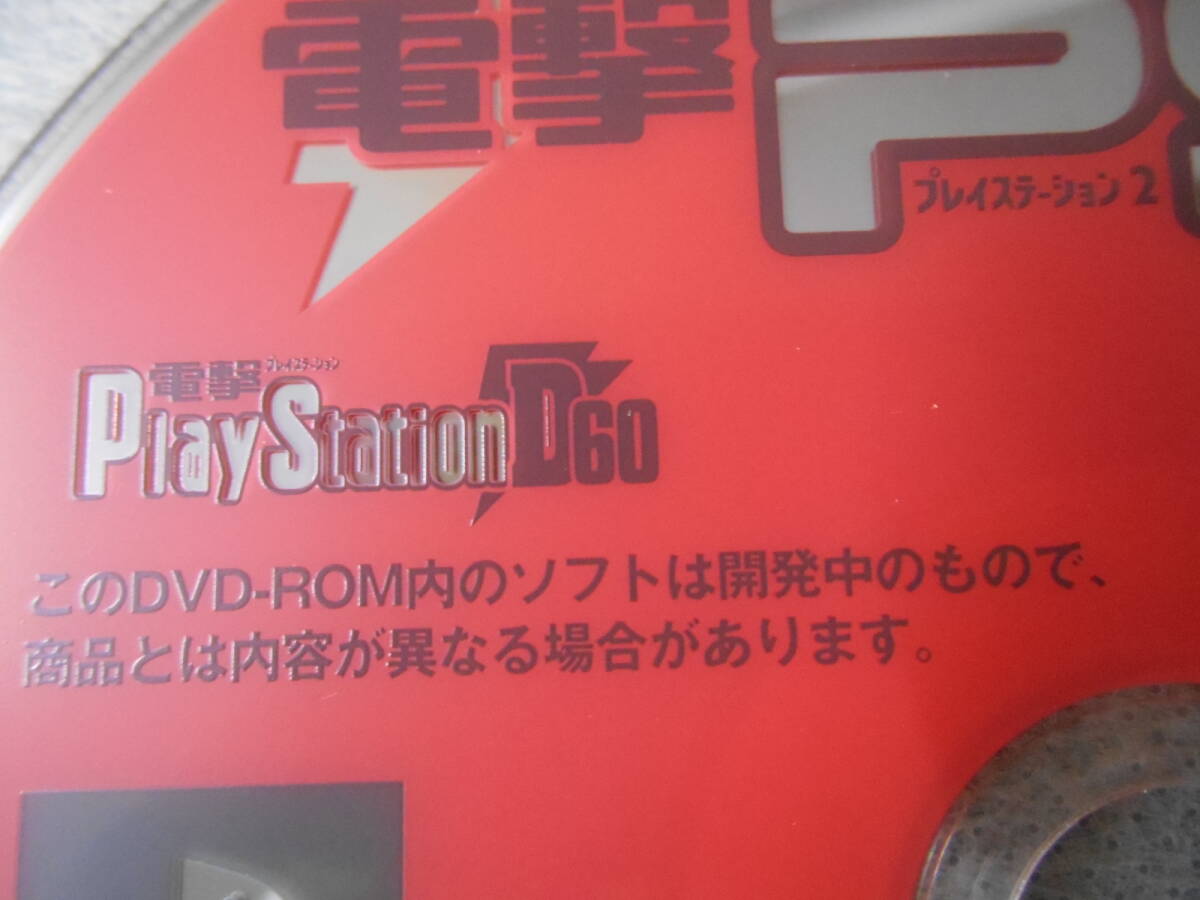 電撃PS
プレイステーション2
電撃 プレイステーション
PlayStation D60
このDVD-ROM内のソフトは開発中のもので、
商品とは内容が異なる場合があります。